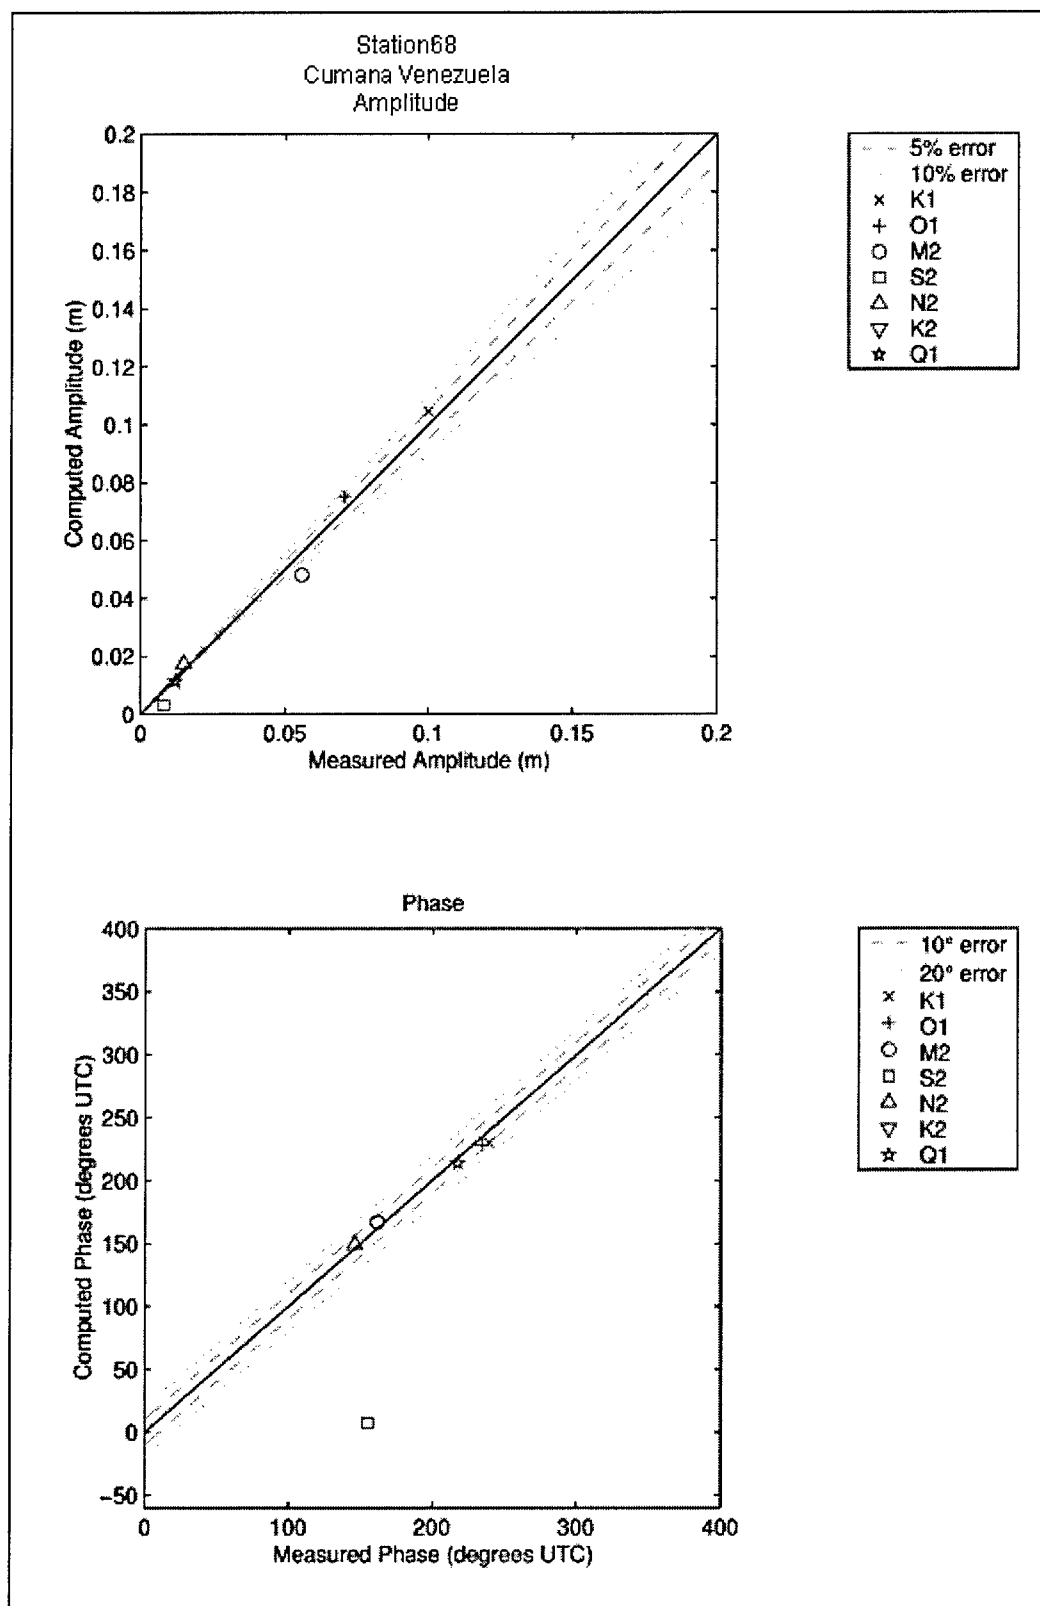 Station68
Cumana Venezuela
Amplitude
0.2
0.18
0.16
0.14
0.12
0.1
0.08
0.06
0.04
0.02
0
Computed Amplitude (m)
0
0.05
0.1
0.15
0.2
Measured Amplitude (m)
5% error
10% error
K1
O1
M2
S2
N2
K2
Q1
Phase
400
350
300
250
200
150
100
50
0
−50
Computed Phase (degrees UTC)
0
100
200
300
400
Measured Phase (degrees UTC)
10° error
20° error
K1
O1
M2
S2
N2
K2
Q1